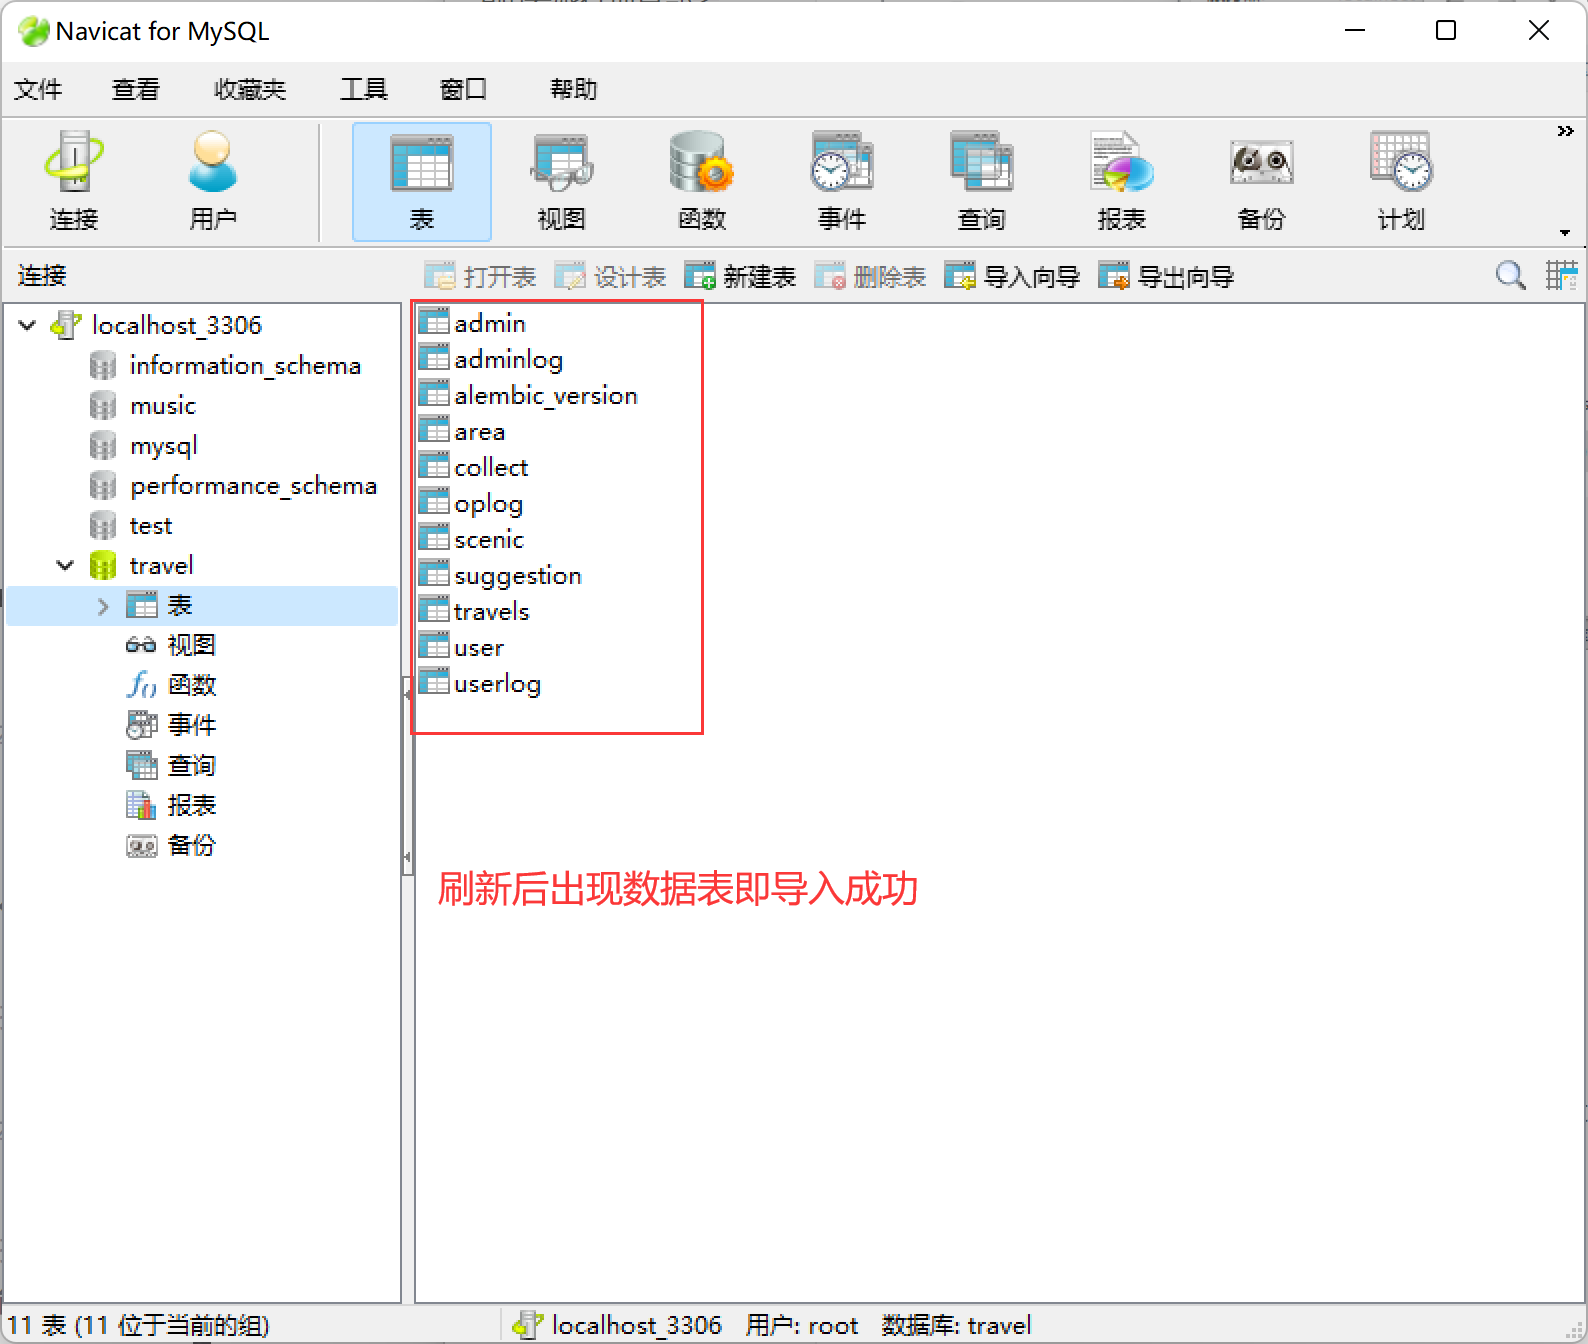 Navicat for MySQL
文件 查看 收藏夹 工具 窗口 帮助
连接 用户 表 视图 函数 事件 查询 报表 备份 计划
连接 打开表 设计表 新建表 删除表 导入向导 导出向导
localhost_3306
information_schema
music
mysql
performance_schema
test
travel
表
视图
函数
事件
查询
报表
备份
admin
adminlog
alembic_version
area
collect
oplog
scenic
suggestion
travels
user
userlog
刷新后出现数据表即导入成功
11 表 (11 位于当前的组) localhost_3306 用户: root 数据库: travel